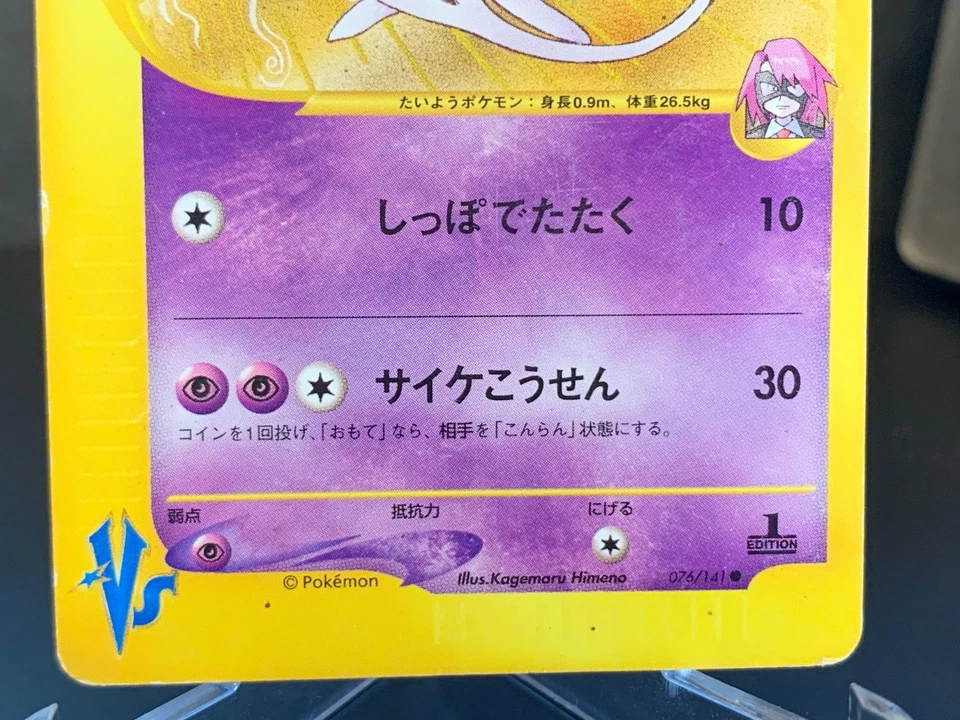 たいようポケモン：身長0.9m、体重26.5kg
しっぽでたたく 10
サイケこうせん 30
コインを1回投げ、「おもて」なら、相手を「こんらん」状態にする。
弱点 抵抗力 にげる
1 EDITION
VS
© Pokémon Illus.Kagemaru Himeno 076/141 ●